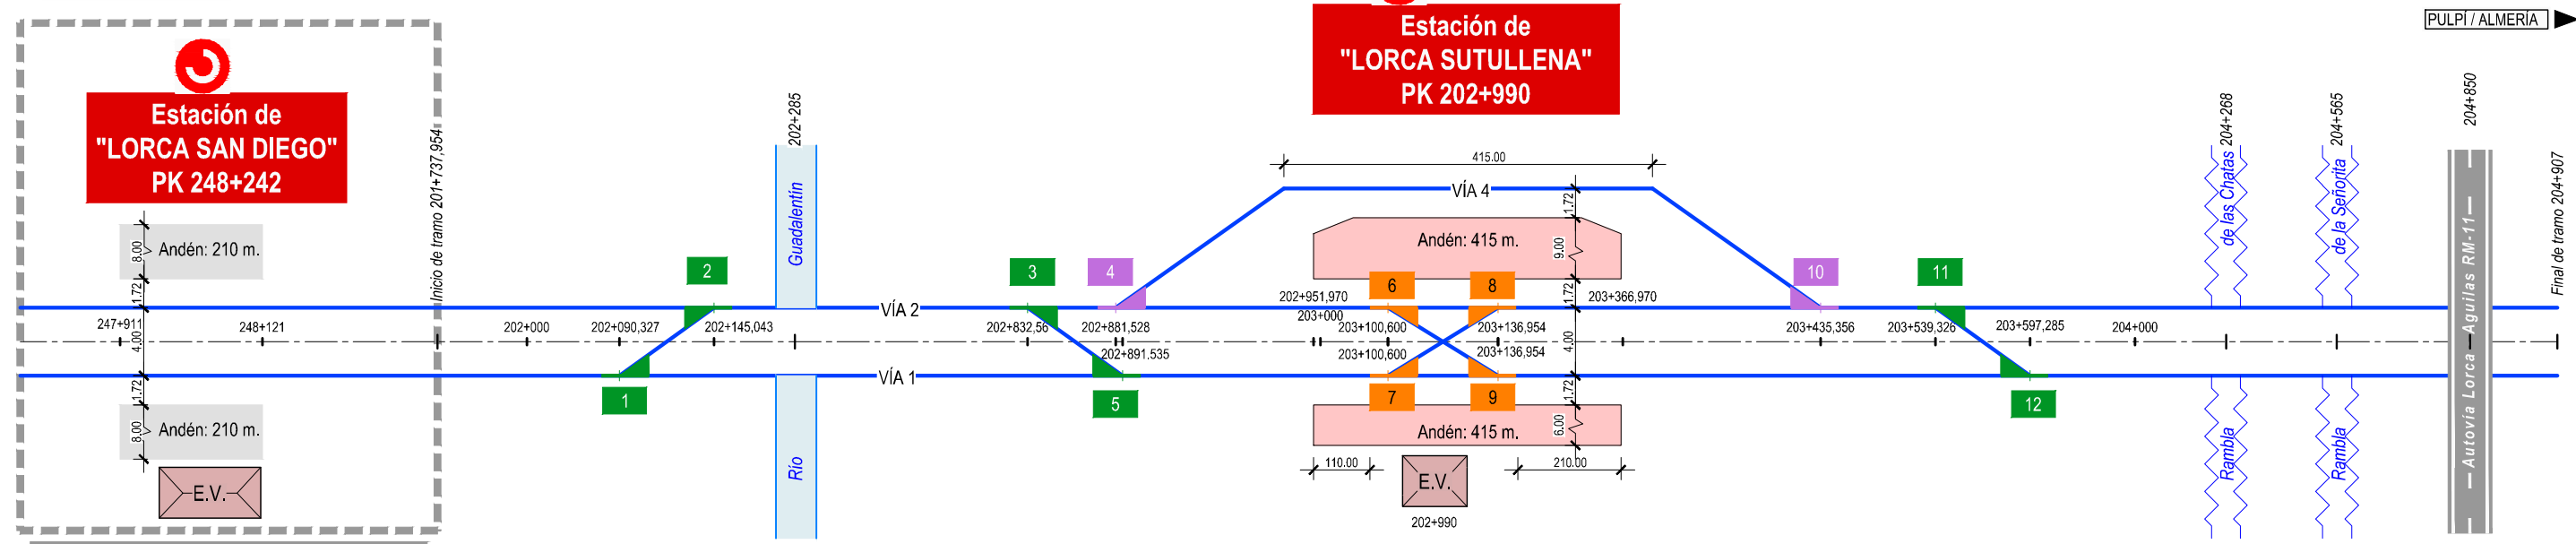 PULPÍ / ALMERÍA
Estación de
"LORCA SAN DIEGO"
PK 248+242
Estación de
"LORCA SUTULLENA"
PK 202+990
Inicio de tramo 201+737,954
202+285
Guadalentín
Rio
204+268
de las Chatas
Rambla
204+565
de la Señorita
Rambla
204+850
Autovía Lorca
Aguilas RM-11
Final de tramo 204+907
415.00
VÍA 4
1.72
8.00
Andén: 210 m.
1.72
Andén: 415 m.
9.00
1.72
2
3
4
6
8
10
11
VÍA 2
247+911
248+121
4.00
202+000
202+090,327
202+145,043
202+832,56
202+881,528
202+891,535
202+951,970
203+000
203+100,600
203+136,954
203+100,600
203+136,954
203+366,970
4.00
203+435,356
203+539,326
203+597,285
204+000
VÍA 1
1
5
7
9
12
1.72
8.00
Andén: 210 m.
1.72
Andén: 415 m.
6.00
110.00
210.00
E.V.
E.V.
202+990